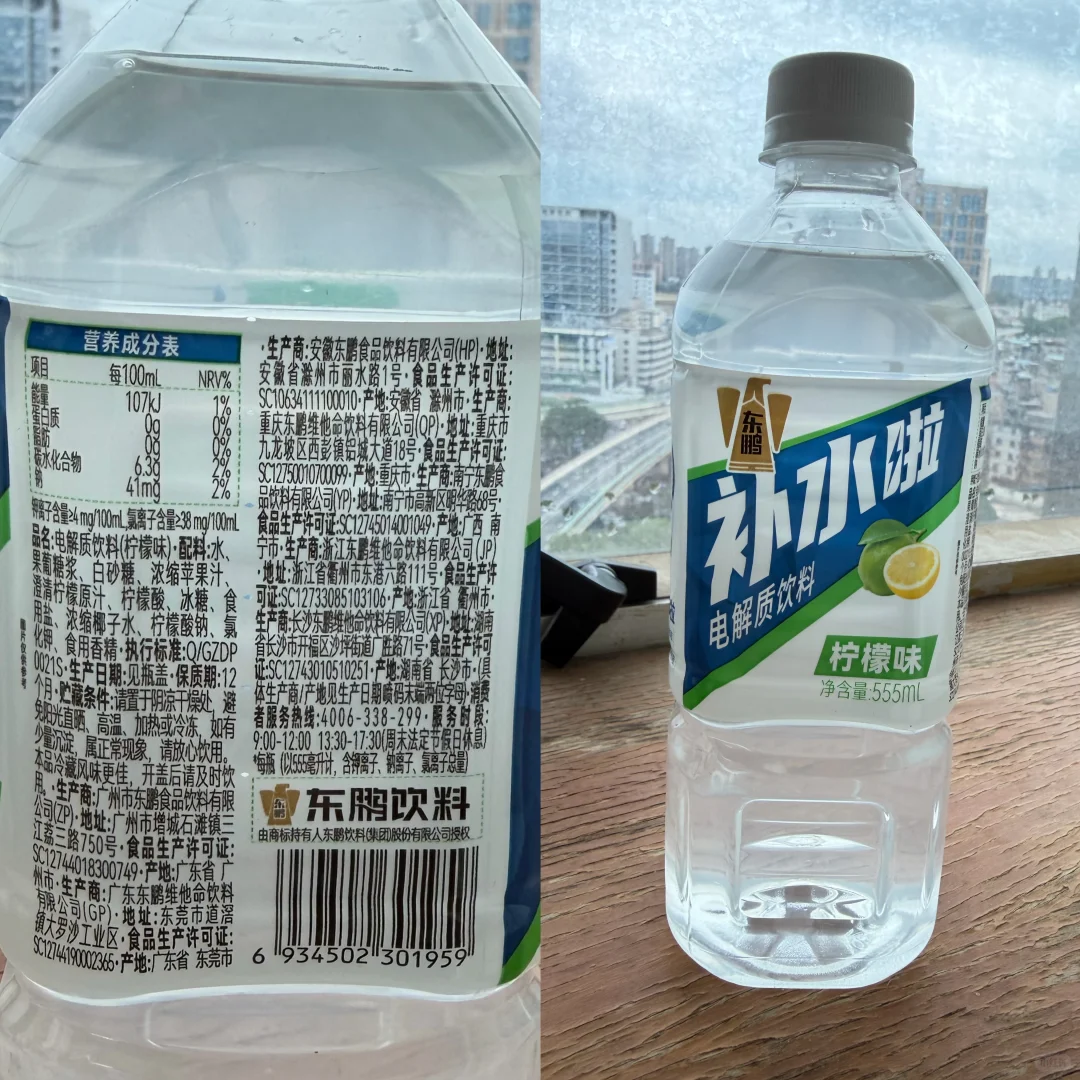 营养成分表
项目 每100mL NRV%
能量 107kJ 1%
蛋白质 0g 0%
脂肪 0g 0%
碳水化合物 6.3g 2%
钠 41mg 2%
钾离子含量≥4 mg/100mL,氯离子含量≥38 mg/100mL
品名:电解质饮料(柠檬味)·配料:水、
果葡糖浆、白砂糖、浓缩苹果汁、
澄清柠檬原汁、柠檬酸、冰糖、食
用盐、浓缩椰子水、柠檬酸钠、氯
化钾、食用香精·执行标准:Q/GZDP
0021S·生产日期:见瓶盖·保质期:12
个月·贮藏条件:请置于阴凉干燥处、避
免阳光直晒、高温、加热或冷冻、如有
少量沉淀，属正常现象，请放心饮用。
本品冷藏风味更佳，开盖后请及时饮
用。·生产商:广州市东鹏食品饮料有限
公司(ZP)·地址:广州市增城石滩镇三
江荔三路750号·食品生产许可证:
SC12744018300749·产地:广东省 广
州市·生产商:广东东鹏维他命饮料
有限公司(GP)·地址:东莞市道滘
镇大罗沙工业区·食品生产许可证:
SC12744190002365·产地:广东省 东莞市
图片仅供参考
·生产商:安徽东鹏食品饮料有限公司(HP)·地址:
安徽省滁州市丽水路1号·食品生产许可证:
SC10634111100010·产地:安徽省 滁州市·生产商:
重庆东鹏维他命饮料有限公司(QP)·地址:重庆市
九龙坡区西彭镇铝城大道18号·食品生产许可证:
SC12750010700099·产地:重庆市·生产商:南宁东鹏食
品饮料有限公司(YP)·地址:南宁市高新区明华路68号·
食品生产许可证:SC12745014001049·产地:广西 南
宁市·生产商:浙江东鹏维他命饮料有限公司(JP)
·地址:浙江省衢州市东港六路111号·食品生产许
可证:SC12733085103106·产地:浙江省 衢州市·
生产商:长沙东鹏维他命饮料有限公司(XP)·地址:湖南
省长沙市开福区沙坪街道广胜路71号·食品生产许可
证:SC12743010510251·产地:湖南省 长沙市·(具
体生产商/产地见生产日期喷码末端两位字母)·消费
者服务热线:4006-338-299·服务时段:
9:00-12:00 13:30-17:30(周末法定节假日休息)
*每瓶 (以555毫升计，含钾离子、钠离子、氯离子总量)
东鹏
东鹏饮料
由商标持有人东鹏饮料(集团)股份有限公司授权
6 934502 301959
东鹏
补水啦
电解质饮料
柠檬味
净含量:555mL